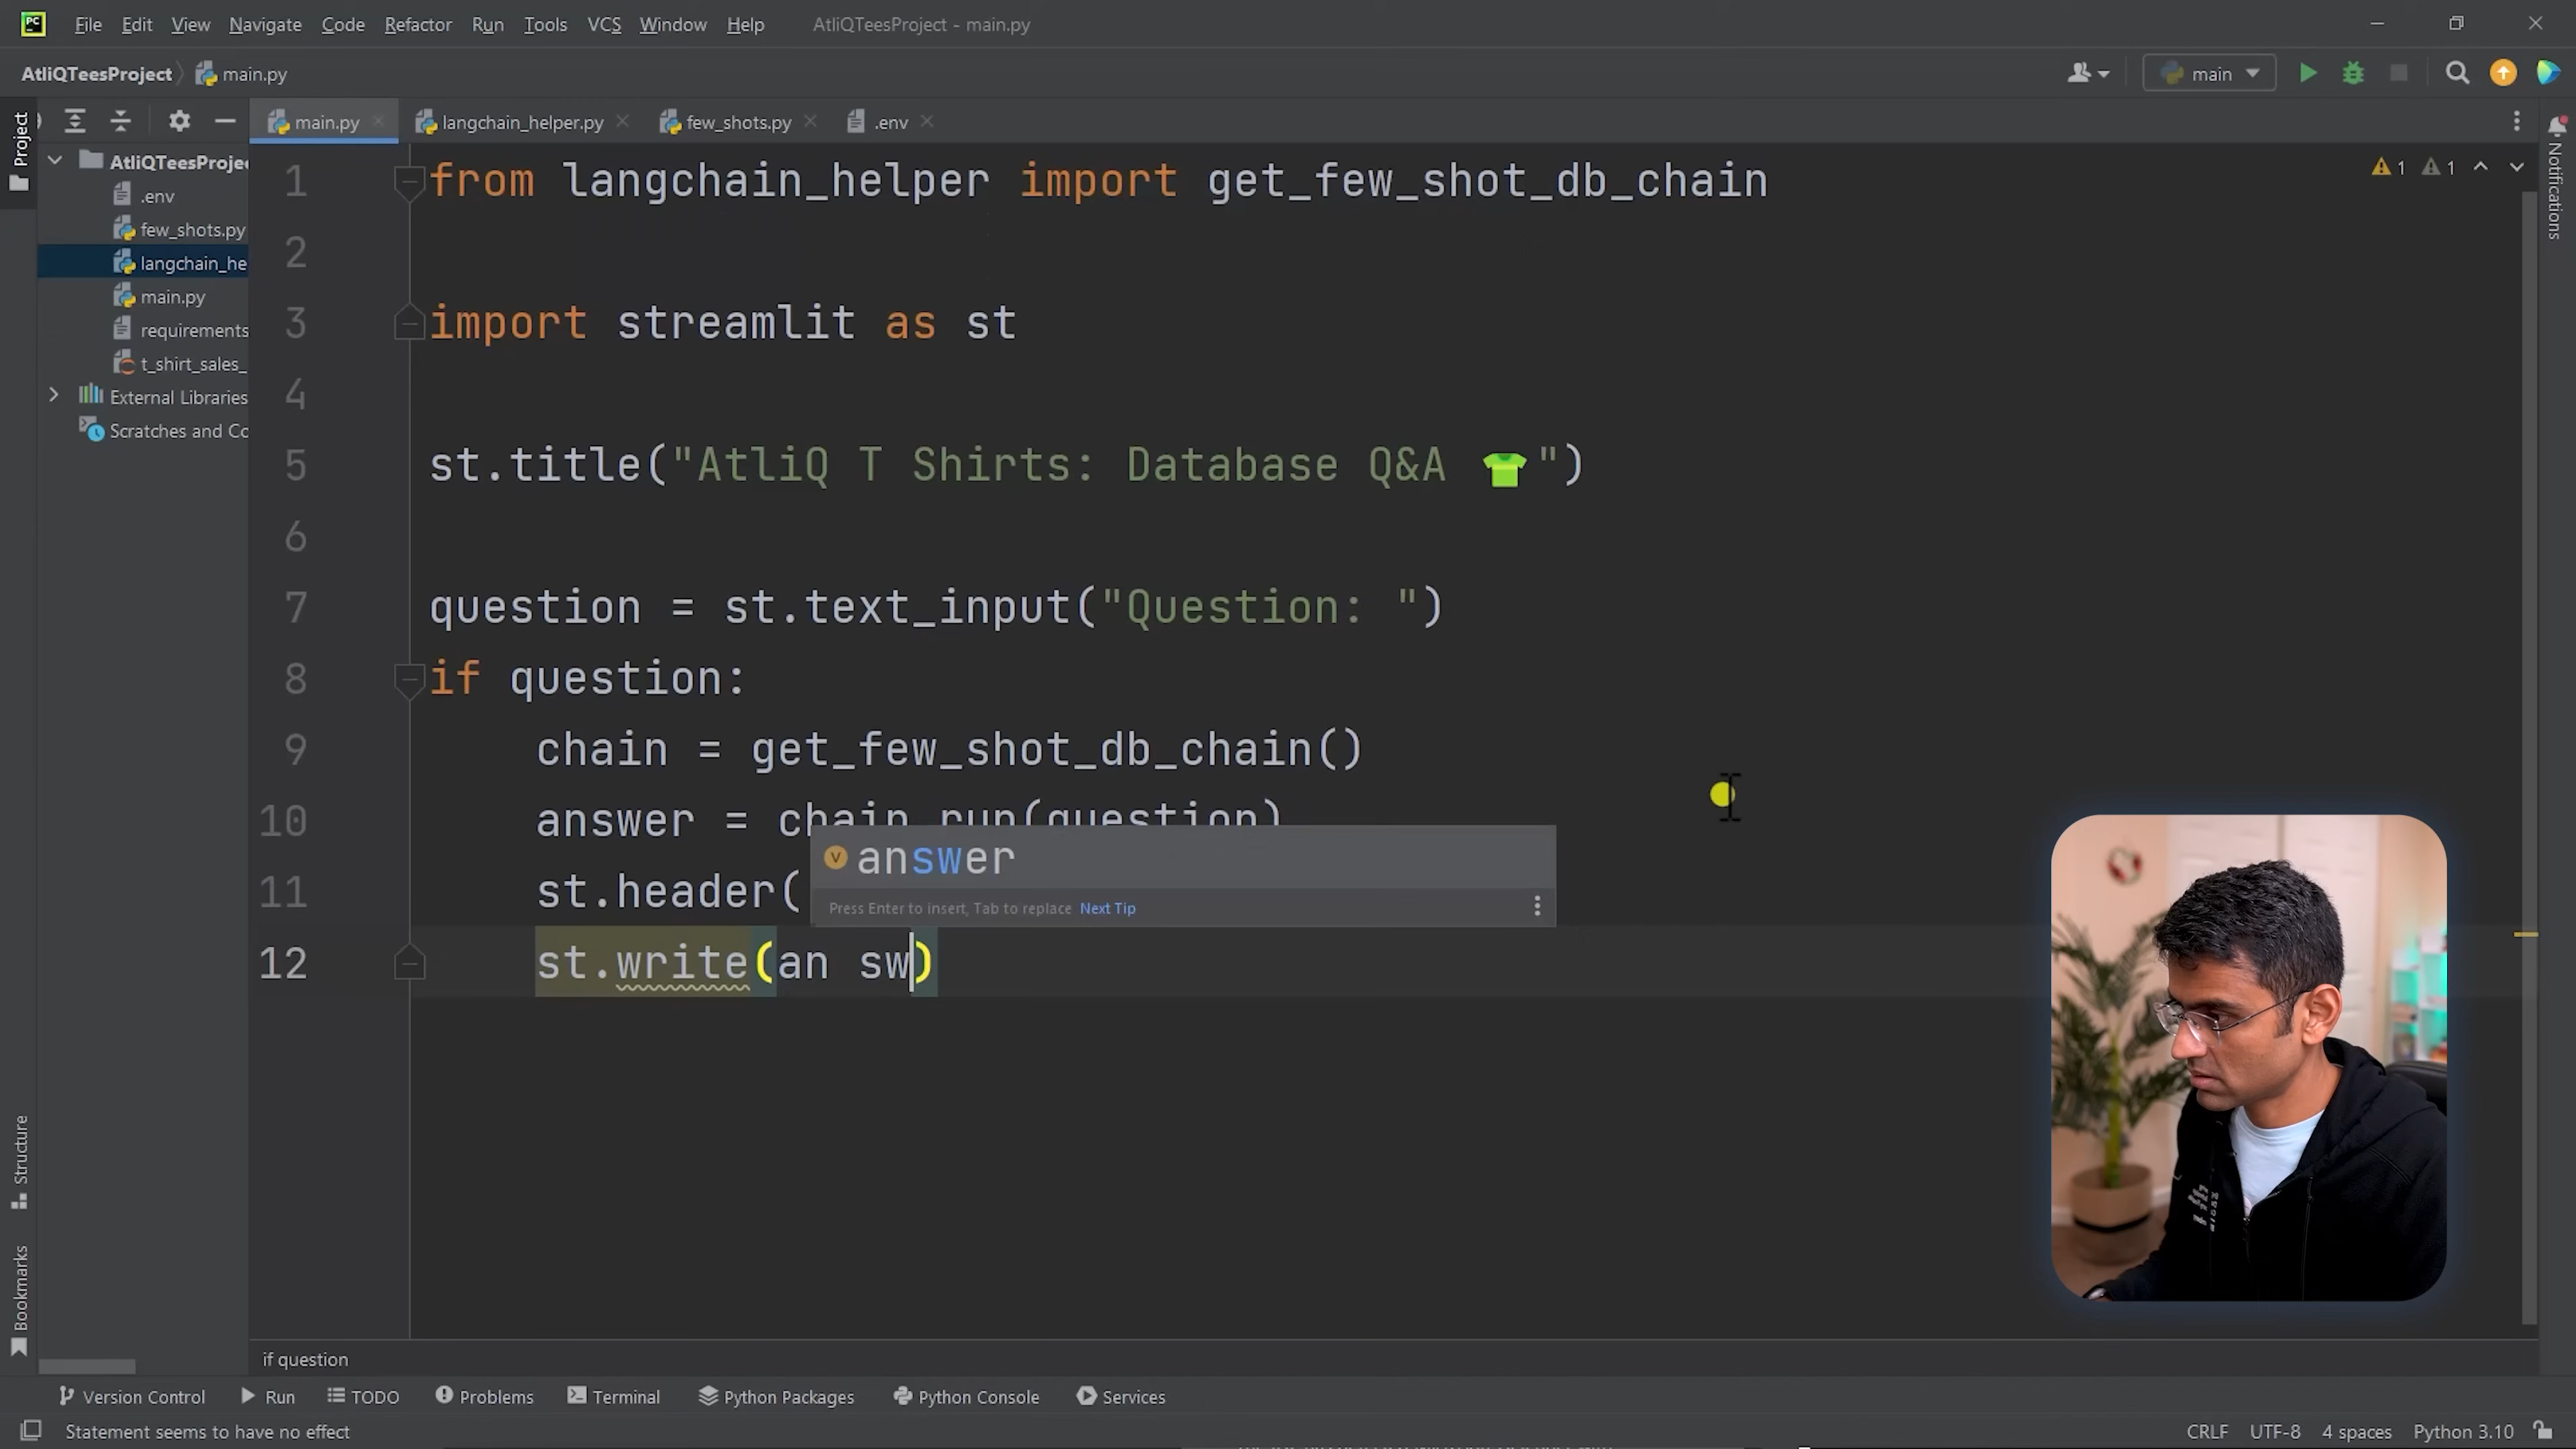 PC File Edit View Navigate Code Refactor Run Tools VCS Window Help AtliQTeesProject - main.py
AtliQTeesProject main.py main
Project
main.py langchain_helper.py few_shots.py .env
Notifications
AtliQTeesProje
.env
few_shots.py
langchain_he
main.py
requirements
t_shirt_sales_
External Libraries
Scratches and Co
1 1
1 from langchain_helper import get_few_shot_db_chain
2
3 import streamlit as st
4
5 st.title("AtliQ T Shirts: Database Q&A 👕")
6
7 question = st.text_input("Question: ")
8 if question:
9 chain = get_few_shot_db_chain()
10 answer = chain run(question)
answer
11 st.header(
Press Enter to insert, Tab to replace Next Tip
12 st.write(an sw)
Structure
Bookmarks
if question
Version Control Run TODO Problems Terminal Python Packages Python Console Services
Statement seems to have no effect CRLF UTF-8 4 spaces Python 3.10